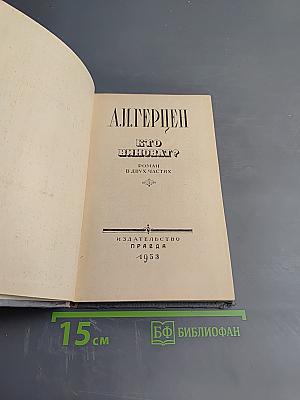 А.И.ГЕРЦЕН
КТО
ВИНОВАТ?
РОМАН
В ДВУХ ЧАСТЯХ
ИЗДАТЕЛЬСТВО
ПРАВДА
1953
15 см
БФ БИБЛИОФАН